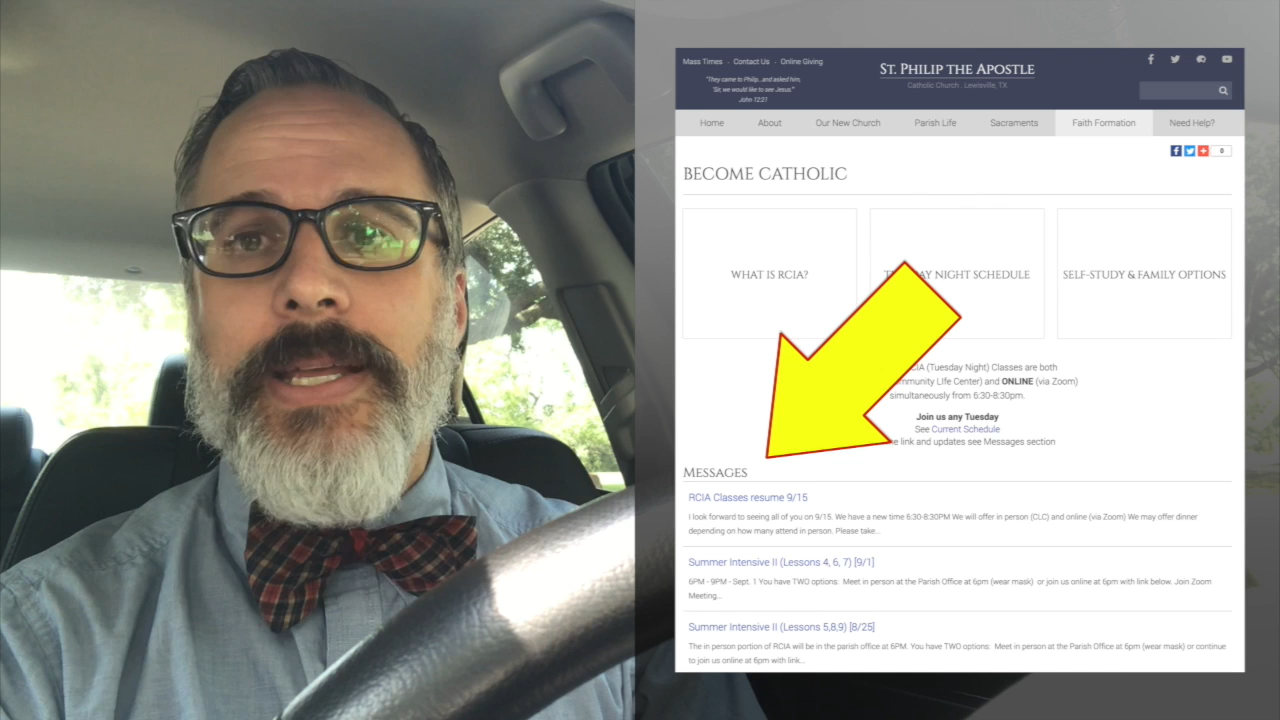 Mass Times · Contact Us · Online Giving
"They came to Philip...and asked him,
'Sir, we would like to see Jesus."
John 12:21
ST. PHILIP THE APOSTLE
Catholic Church . Lewisville, TX
Home About Our New Church Parish Life Sacraments Faith Formation Need Help?
0
BECOME CATHOLIC
WHAT IS RCIA?
NIGHT SCHEDULE
SELF-STUDY & FAMILY OPTIONS
(Tuesday Night) Classes are both
Life Center) and ONLINE (via Zoom)
simultaneously from 6:30-8:30pm.
Join us any Tuesday
See Current Schedule
link and updates see Messages section
MESSAGES
RCIA Classes resume 9/15
I look forward to seeing all of you on 9/15. We have a new time 6:30-8:30PM We will offer in person (CLC) and online (via Zoom) We may offer dinner
depending on how many attend in person. Please take...
Summer Intensive II (Lessons 4, 6, 7) [9/1]
6PM - 9PM - Sept. 1 You have TWO options: Meet in person at the Parish Office at 6pm (wear mask) or join us online at 6pm with link below. Join Zoom
Meeting...
Summer Intensive II (Lessons 5,8,9) [8/25]
The in person portion of RCIA will be in the parish office at 6PM. You have TWO options: Meet in person at the Parish Office at 6pm (wear mask) or continue
to join us online at 6pm with link...